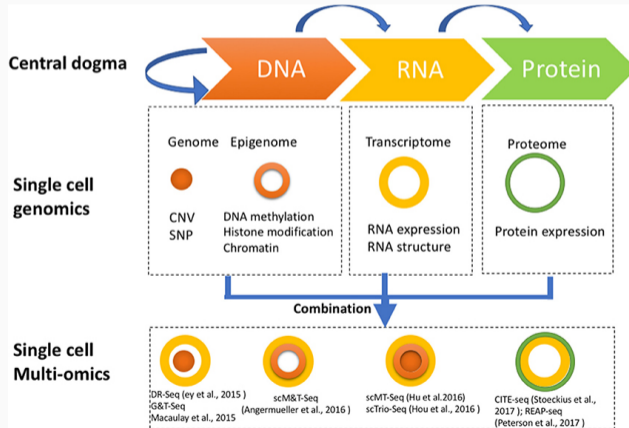 Central dogma
DNA
RNA
Protein
Single cell
genomics
Genome
Epigenome
CNV
SNP
DNA methylation
Histone modification
Chromatin
Transcriptome
RNA expression
RNA structure
Proteome
Protein expression
Combination
Single cell
Multi-omics
DR-Seq (ey et al., 2015 )
G&T-Seq
Macaulay et al., 2015
scM&T-Seq
(Angermueller et al., 2016 )
scMT-Seq (Hu et al.2016)
scTrio-Seq (Hou et al., 2016 )
CITE-seq (Stoeckius et al.,
2017 ); REAP-seq
(Peterson et al., 2017 )